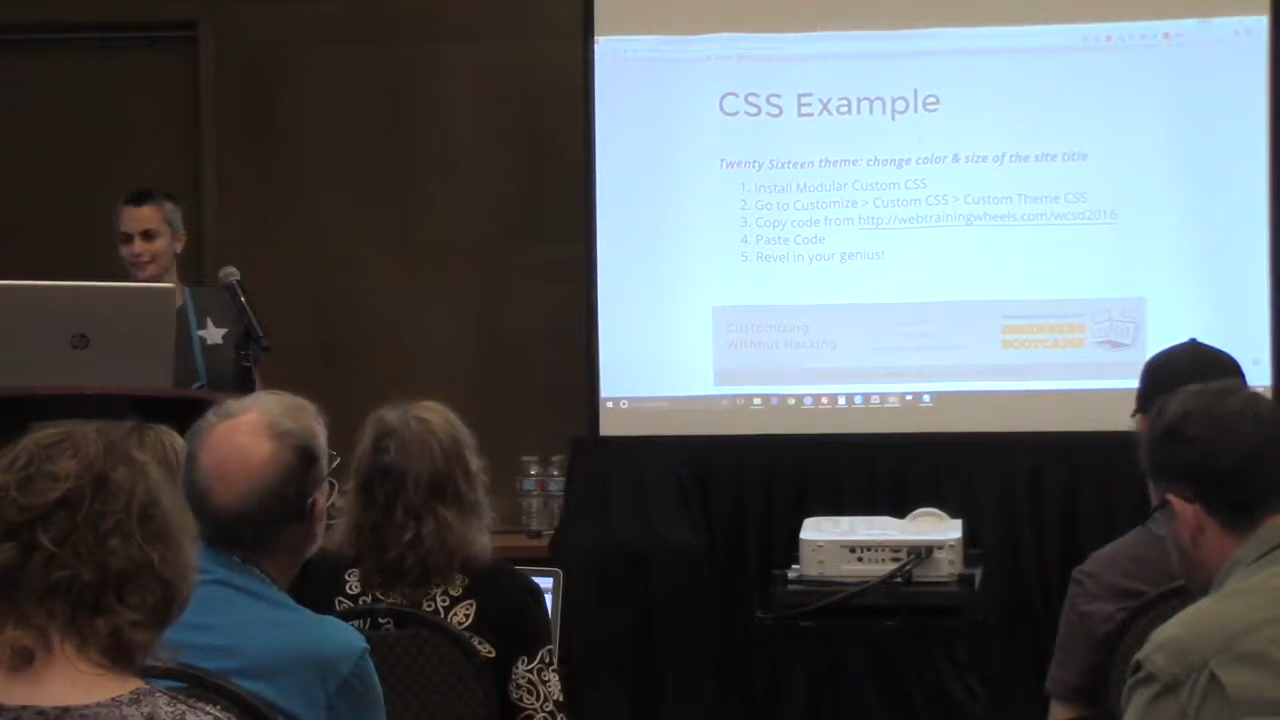 CSS Example
Twenty Sixteen theme: change color & size of the site title
1. Install Modular Custom CSS
2. Go to Customize > Custom CSS > Custom Theme CSS
3. Copy code from http://webtrainingwheels.com/wcsd2016
4. Paste Code
5. Revel in your genius!
Customizing
Without Hacking
BEGINNERS
BOOTCAMP
hp